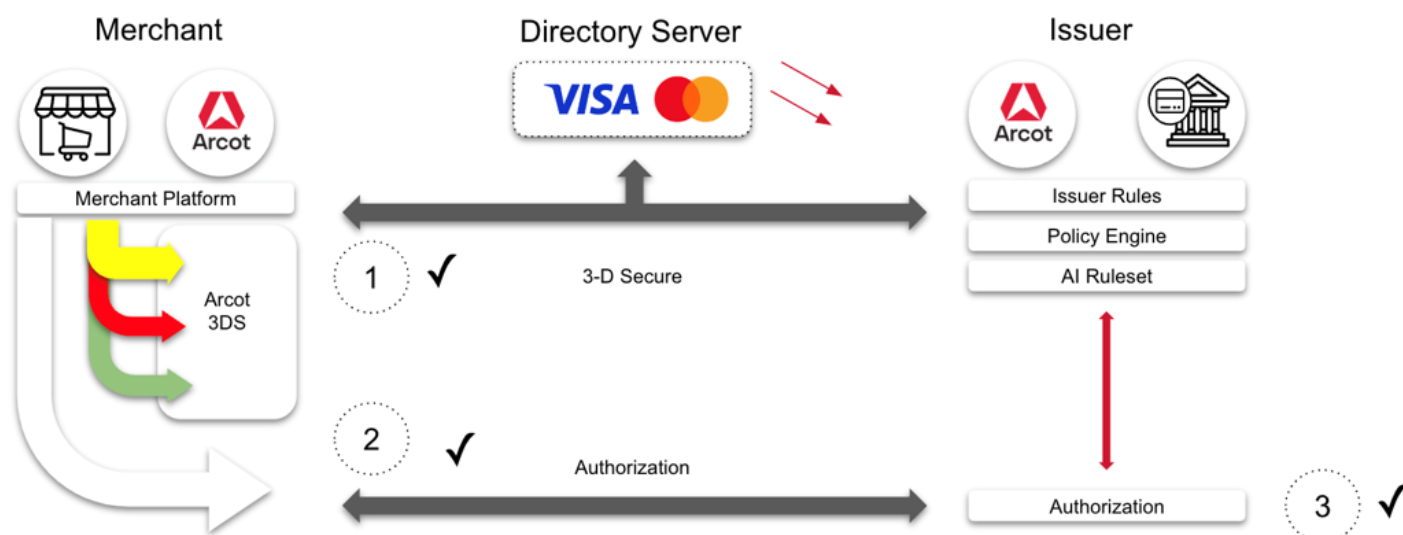 Merchant
Directory Server
Issuer
VISA
Arcot
Arcot
Merchant Platform
Issuer Rules
Policy Engine
AI Ruleset
1
3-D Secure
Arcot
3DS
2
Authorization
Authorization
3